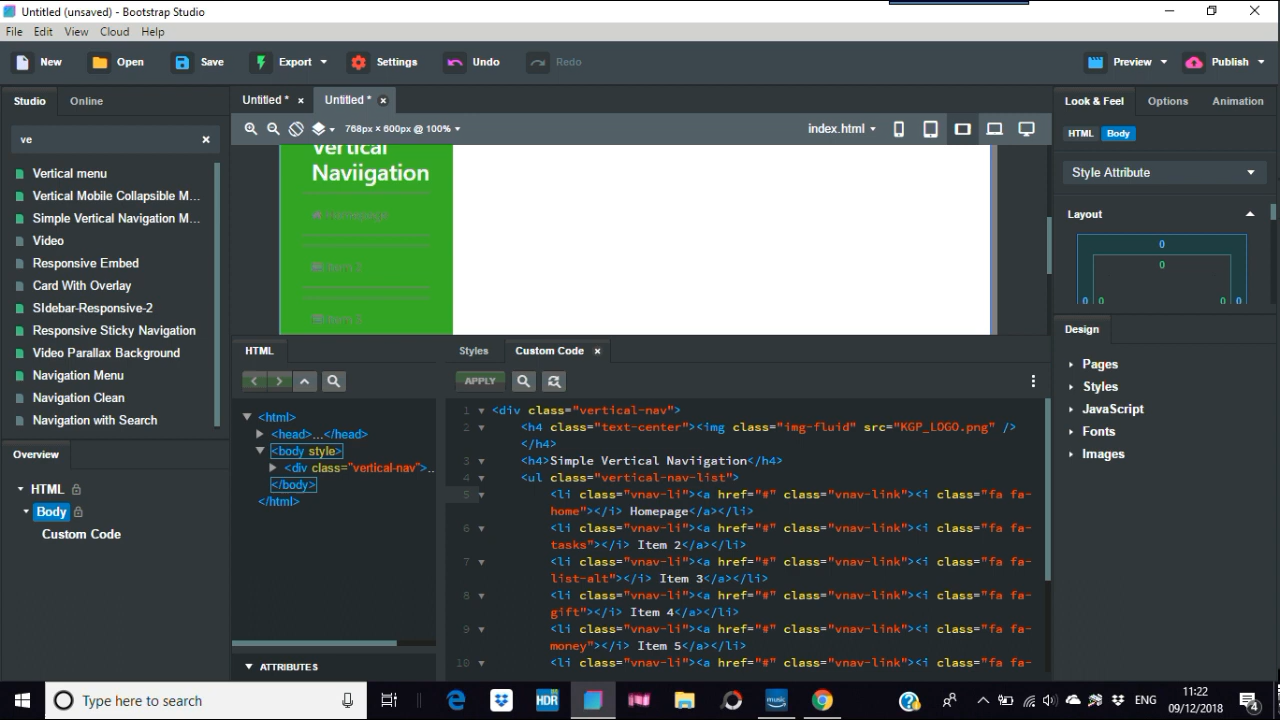 Untitled (unsaved) - Bootstrap Studio
File Edit View Cloud Help
New Open Save Export Settings Undo Redo Preview Publish
Studio Online
ve
Vertical menu
Vertical Mobile Collapsible M...
Simple Vertical Navigation M...
Video
Responsive Embed
Card With Overlay
SIdebar-Responsive-2
Responsive Sticky Navigation
Video Parallax Background
Navigation Menu
Navigation Clean
Navigation with Search
Overview
HTML
Body
Custom Code
Untitled * Untitled *
768px × 600px @ 100% index.html
Vertical
Naviigation
Homepage
Item 2
Item 3
HTML
<html>
<head>...</head>
<body style>
<div class="vertical-nav">...
</body>
</html>
ATTRIBUTES
Styles Custom Code
APPLY
1 <div class="vertical-nav">
2 <h4 class="text-center"><img class="img-fluid" src="KGP_LOGO.png" />
</h4>
3 <h4>Simple Vertical Naviigation</h4>
4 <ul class="vertical-nav-list">
5 <li class="vnav-li"><a href="#" class="vnav-link"><i class="fa fa-
home"></i> Homepage</a></li>
6 <li class="vnav-li"><a href="#" class="vnav-link"><i class="fa fa-
tasks"></i> Item 2</a></li>
7 <li class="vnav-li"><a href="#" class="vnav-link"><i class="fa fa-
list-alt"></i> Item 3</a></li>
8 <li class="vnav-li"><a href="#" class="vnav-link"><i class="fa fa-
gift"></i> Item 4</a></li>
9 <li class="vnav-li"><a href="#" class="vnav-link"><i class="fa fa-
money"></i> Item 5</a></li>
10 <li class="vnav-li"><a href="#" class="vnav-link"><i class="fa fa-
Look & Feel Options Animation
HTML Body
Style Attribute
Layout
0
0
0 0 0 0
Design
Pages
Styles
JavaScript
Fonts
Images
Type here to search
HDR
music
ENG
11:22
09/12/2018
4